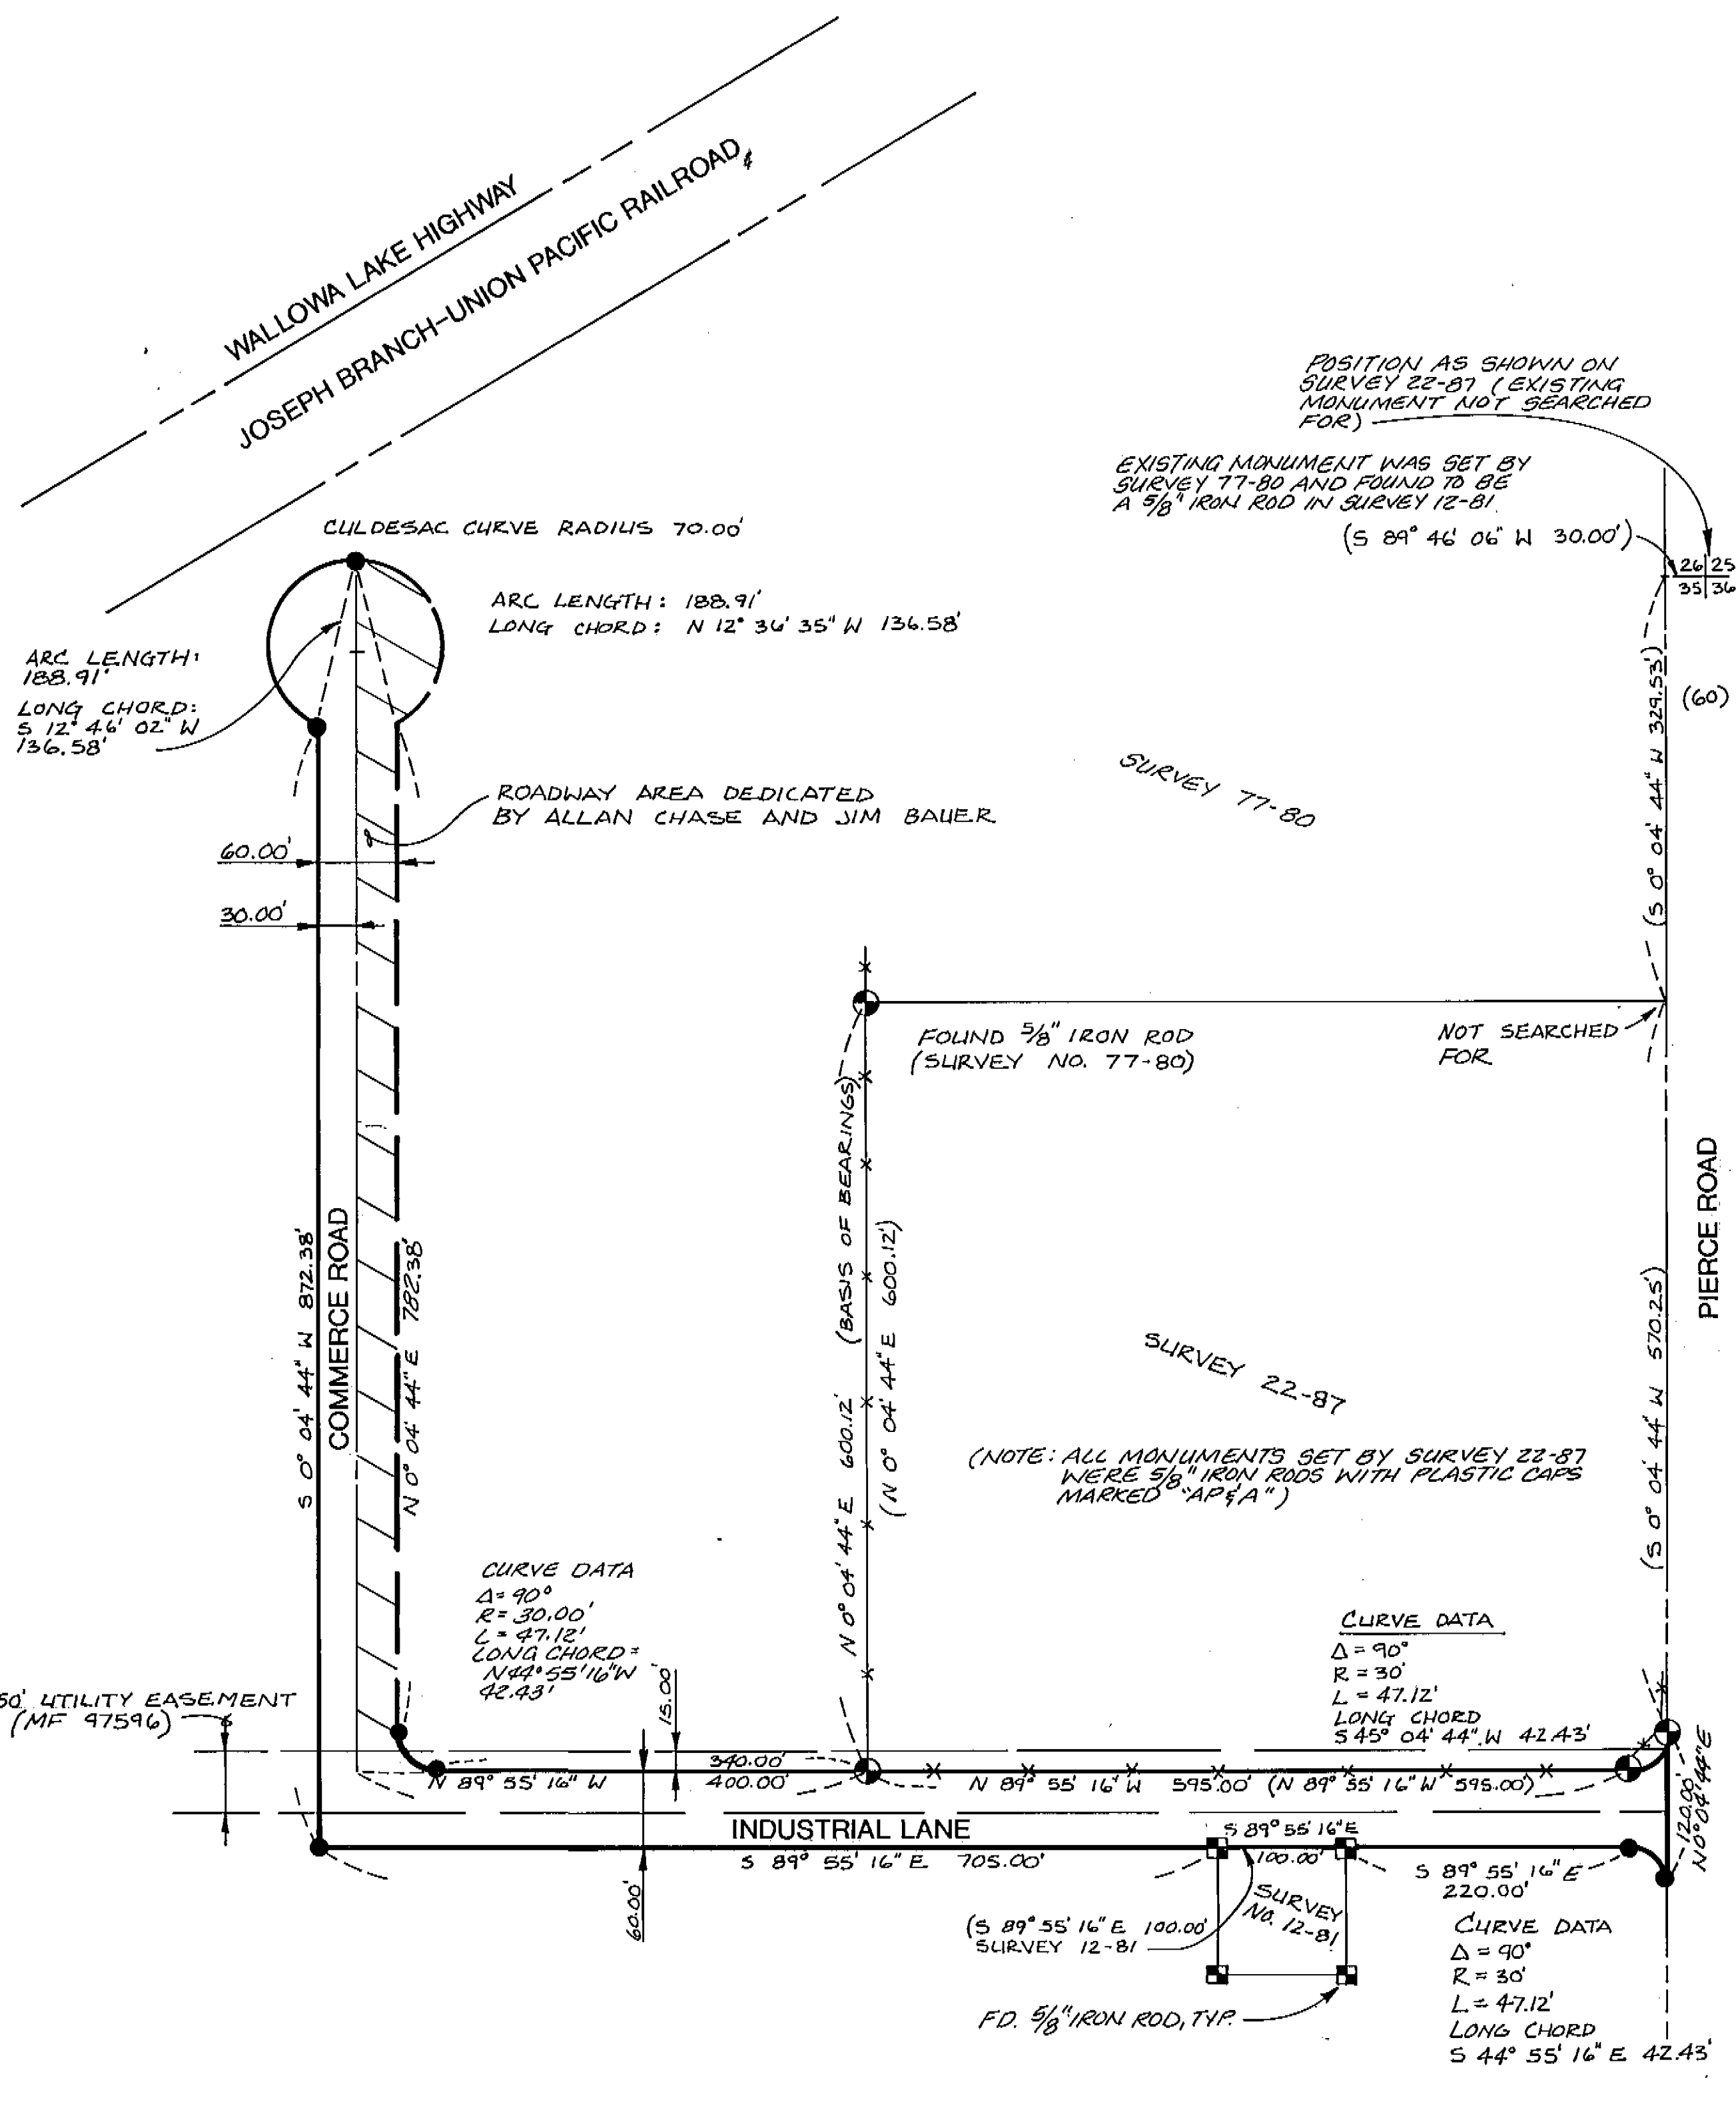 WALLOWA LAKE HIGHWAY
JOSEPH BRANCH-UNION PACIFIC RAILROAD
POSITION AS SHOWN ON
SURVEY 22-87 (EXISTING
MONUMENT NOT SEARCHED
FOR)
EXISTING MONUMENT WAS SET BY
SURVEY 77-80 AND FOUND TO BE
A 5/8" IRON ROD IN SURVEY 12-81.
(S 89° 46' 06" W 30.00')
26 25
35 36
(60)
CULDESAC CURVE RADIUS 70.00'
ARC LENGTH: 188.91'
LONG CHORD: N 12° 36' 35" W 136.58'
ARC LENGTH:
188.91'
LONG CHORD:
S 12° 46' 02" W
136.58'
ROADWAY AREA DEDICATED
BY ALLAN CHASE AND JIM BAUER
60.00'
30.00'
SURVEY 77-80
(S 0° 04' 44" W 329.53')
FOUND 5/8" IRON ROD
(SURVEY NO. 77-80)
NOT SEARCHED
FOR
PIERCE ROAD
S 0° 04' 44" W 872.38'
COMMERCE ROAD
N 0° 04' 44" E 782.38'
N 0° 04' 44" E 600.12' (BASIS OF BEARINGS)
(N 0° 04' 44" E 600.12')
SURVEY 22-87
(S 0° 04' 44" W 570.25')
(NOTE: ALL MONUMENTS SET BY SURVEY 22-87
WERE 5/8" IRON RODS WITH PLASTIC CAPS
MARKED "AP&A")
CURVE DATA
Δ= 90°
R= 30.00'
L= 47.12'
LONG CHORD=
N44°55'16"W
42.43'
CURVE DATA
Δ = 90°
R = 30'
L = 47.12'
LONG CHORD
S 45° 04' 44" W 42.43'
50' UTILITY EASEMENT
(MF 97596)
15.00'
340.00'
N 89° 55' 16" W
400.00'
N 89° 55' 16" W 595.00' (N 89° 55' 16" W 595.00')
120.00'
N 0° 04' 44" E
INDUSTRIAL LANE
S 89° 55' 16" E
100.00'
S 89° 55' 16" E 705.00'
S 89° 55' 16" E
220.00'
60.00'
SURVEY
NO. 12-81
(S 89° 55' 16" E 100.00'
SURVEY 12-81
FD. 5/8" IRON ROD, TYP.
CURVE DATA
Δ = 90°
R = 30'
L = 47.12'
LONG CHORD
S 44° 55' 16" E 42.43'